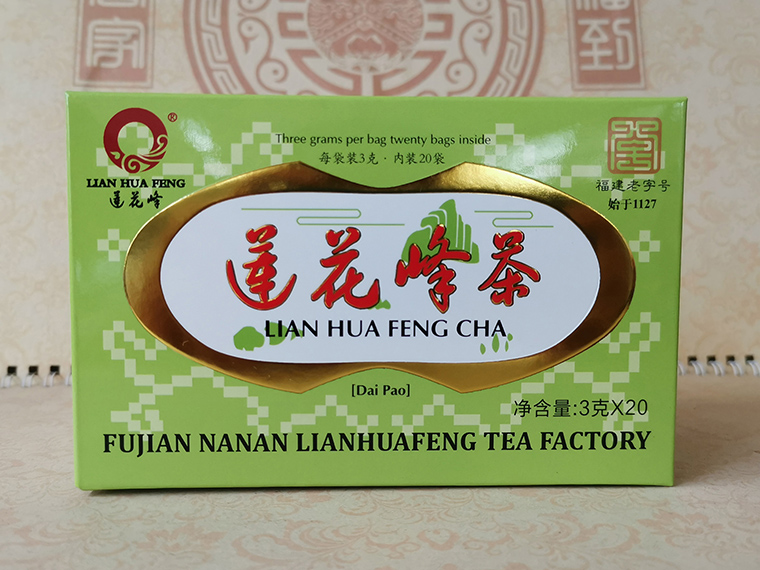 字
福到
®
LIAN HUA FENG
莲花峰
Three grams per bag twenty bags inside
每袋装3克·内装20袋
福建老字号
始于1127
莲花峰茶
LIAN HUA FENG CHA
[Dai Pao]
净含量:3克X20
FUJIAN NANAN LIANHUAFENG TEA FACTORY